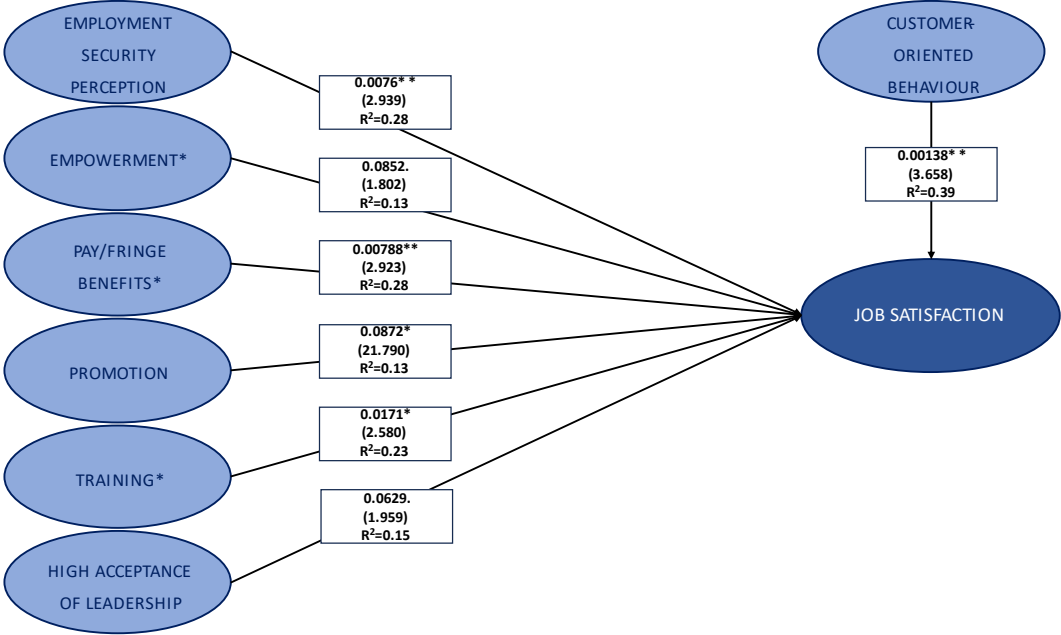 EMPLOYMENT
SECURITY
PERCEPTION
EMPOWERMENT*
PAY/FRINGE
BENEFITS*
PROMOTION
TRAINING*
HIGH ACCEPTANCE
OF LEADERSHIP
0.0076* *
(2.939)
R²=0.28
0.0852.
(1.802)
R²=0.13
0.00788**
(2.923)
R²=0.28
0.0872*
(21.790)
R²=0.13
0.0171*
(2.580)
R²=0.23
0.0629.
(1.959)
R²=0.15
CUSTOMER-
ORIENTED
BEHAVIOUR
0.00138* *
(3.658)
R²=0.39
JOB SATISFACTION